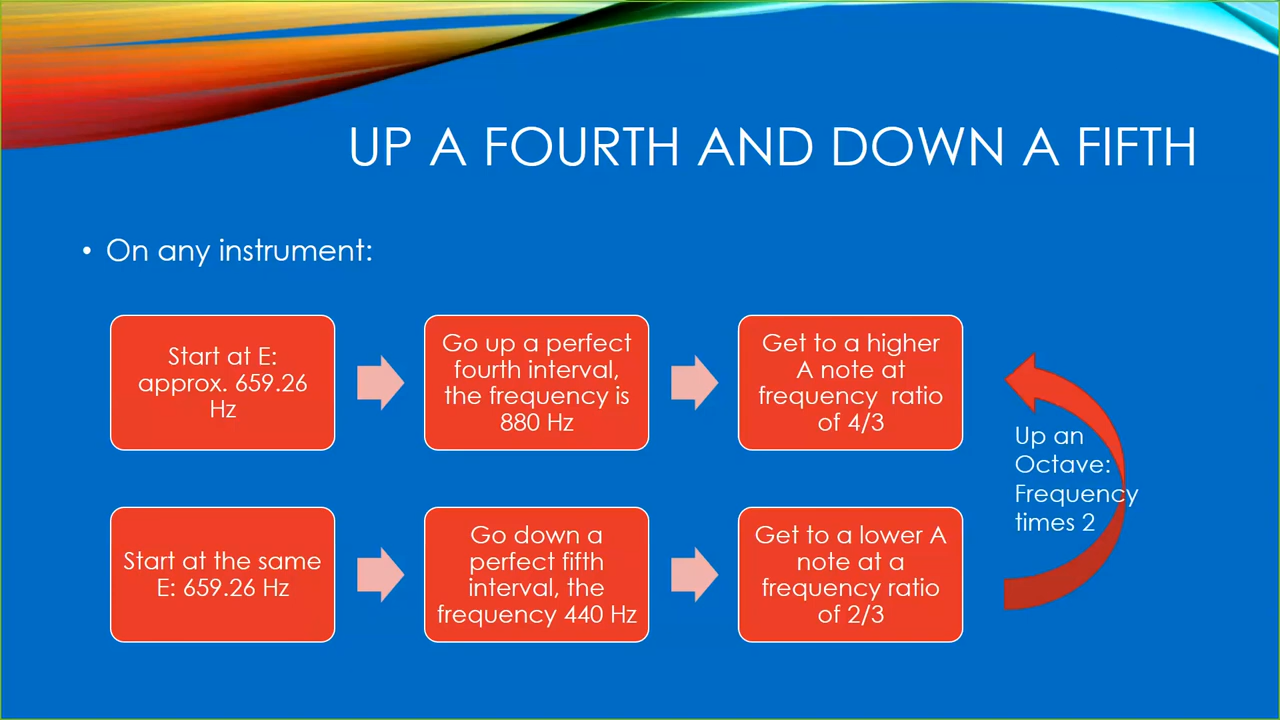 UP A FOURTH AND DOWN A FIFTH
• On any instrument:
Start at E:
approx. 659.26
Hz
Go up a perfect
fourth interval,
the frequency is
880 Hz
Get to a higher
A note at
frequency ratio
of 4/3
Up an
Octave:
Frequency
times 2
Start at the same
E: 659.26 Hz
Go down a
perfect fifth
interval, the
frequency 440 Hz
Get to a lower A
note at a
frequency ratio
of 2/3